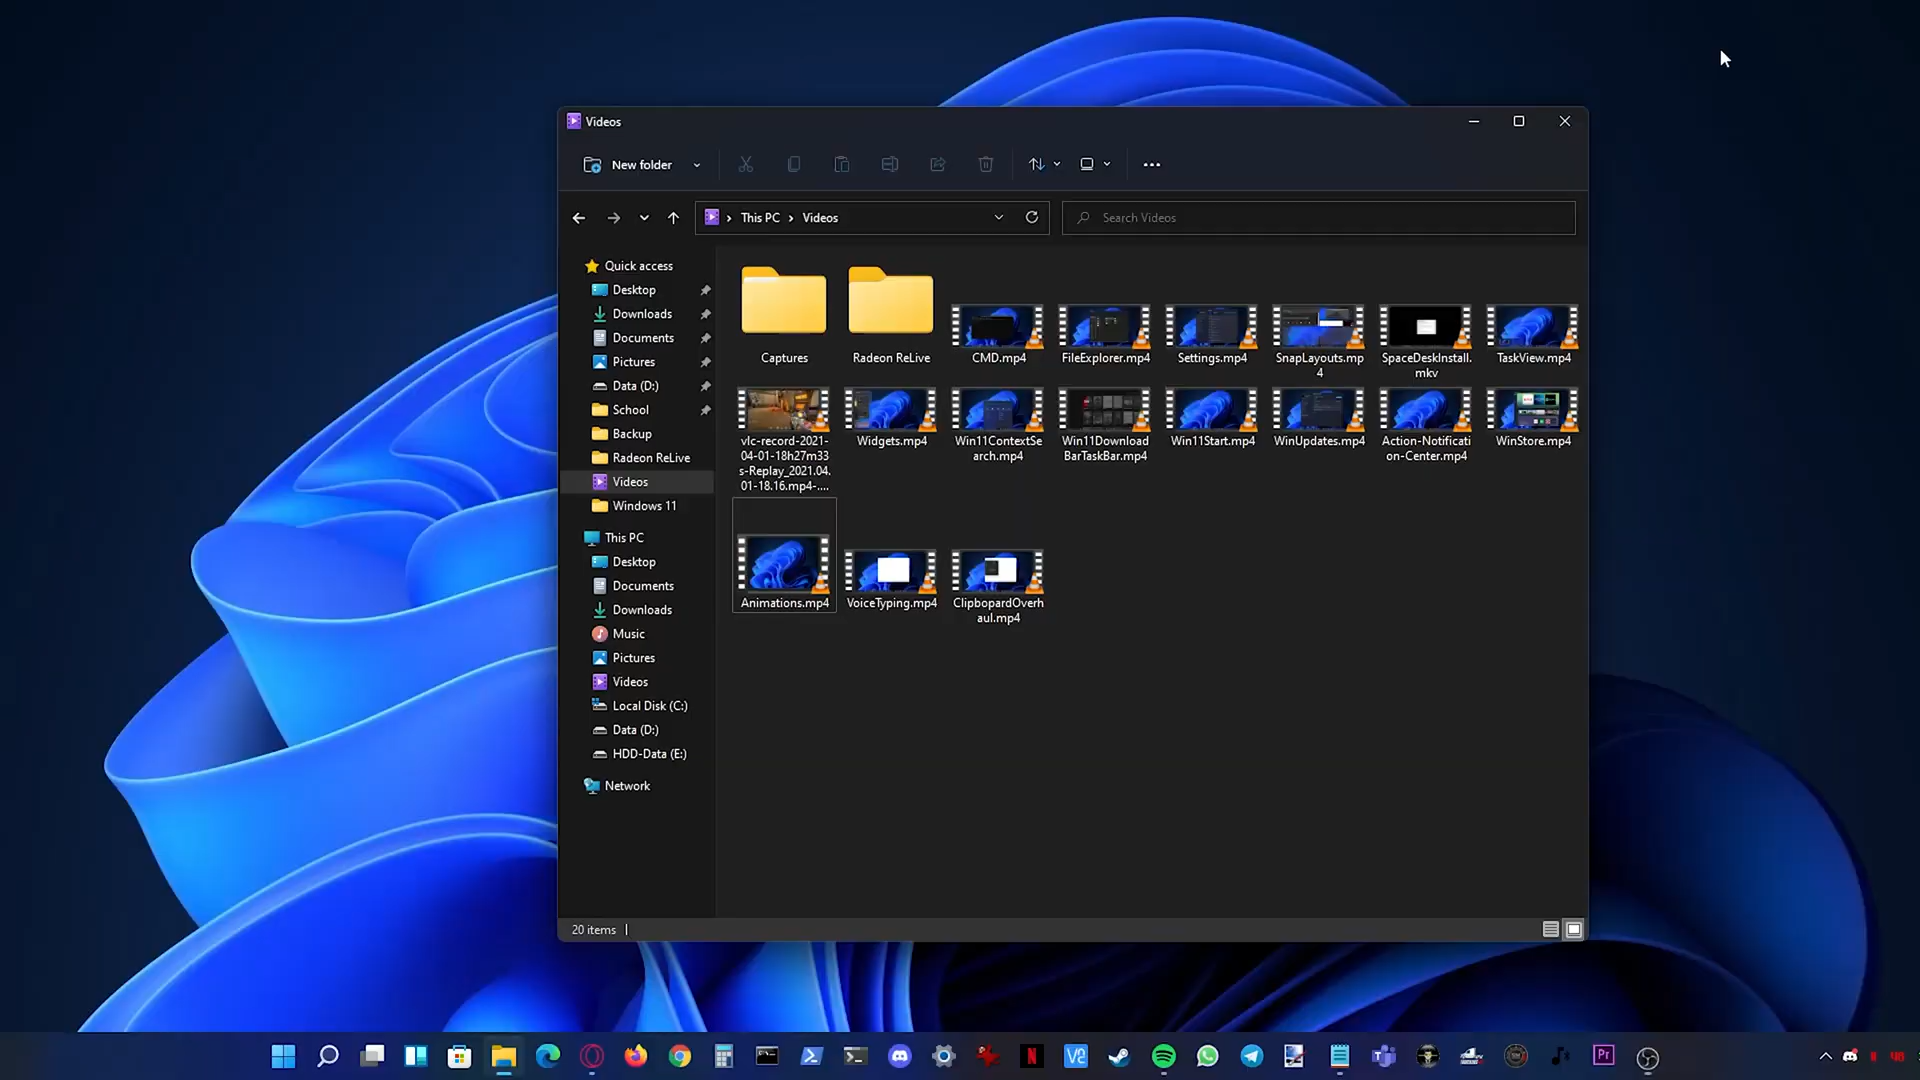 Videos
New folder
This PC
Videos
Search Videos
Quick access
Desktop
Downloads
Documents
Pictures
Data (D:)
School
Backup
Radeon ReLive
Videos
Windows 11
This PC
Desktop
Documents
Downloads
Music
Pictures
Videos
Local Disk (C:)
Data (D:)
HDD-Data (E:)
Network
Captures
Radeon ReLive
CMD.mp4
FileExplorer.mp4
Settings.mp4
SnapLayouts.mp
4
SpaceDeskInstall.
mkv
TaskView.mp4
vlc-record-2021-
04-01-18h27m33
s-Replay_2021.04.
01-18.16.mp4-....
Widgets.mp4
Win11ContextSe
arch.mp4
Win11Download
BarTaskBar.mp4
Win11Start.mp4
WinUpdates.mp4
Action-Notificati
on-Center.mp4
WinStore.mp4
Animations.mp4
VoiceTyping.mp4
ClipbopardOverh
aul.mp4
20 items
N
V2
Pr